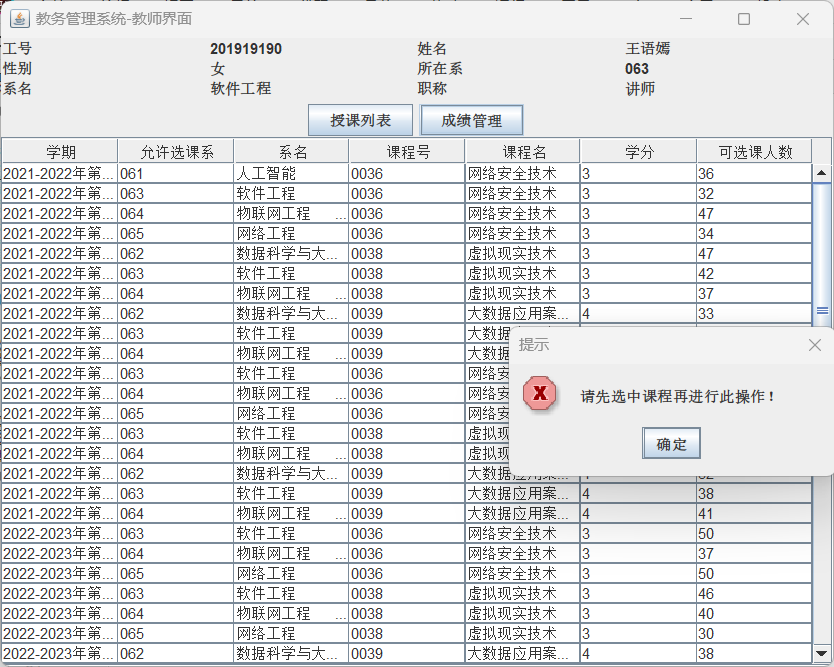 教务管理系统-教师界面
工号 201919190 姓名 王语嫣
性别 女 所在系 063
系名 软件工程 职称 讲师
授课列表 成绩管理
学期 允许选课系 系名 课程号 课程名 学分 可选课人数
2021-2022年第... 061 人工智能 0036 网络安全技术 3 36
2021-2022年第... 063 软件工程 0036 网络安全技术 3 32
2021-2022年第... 064 物联网工程 ... 0036 网络安全技术 3 47
2021-2022年第... 065 网络工程 0036 网络安全技术 3 34
2021-2022年第... 062 数据科学与大... 0038 虚拟现实技术 3 47
2021-2022年第... 063 软件工程 0038 虚拟现实技术 3 42
2021-2022年第... 064 物联网工程 ... 0038 虚拟现实技术 3 37
2021-2022年第... 062 数据科学与大... 0039 大数据应用案... 4 33
2021-2022年第... 063 软件工程 0039 大数据
2021-2022年第... 064 物联网工程 ... 0039 大数据
2021-2022年第... 063 软件工程 0036 网络安
2021-2022年第... 064 物联网工程 ... 0036 网络安
2021-2022年第... 065 网络工程 0036 网络安
2021-2022年第... 063 软件工程 0038 虚拟现
2021-2022年第... 064 物联网工程 ... 0038 虚拟现
2021-2022年第... 062 数据科学与大... 0039 大数据应用案...
2021-2022年第... 063 软件工程 0039 大数据应用案... 4 38
2021-2022年第... 064 物联网工程 ... 0039 大数据应用案... 4 41
2022-2023年第... 063 软件工程 0036 网络安全技术 3 50
2022-2023年第... 064 物联网工程 ... 0036 网络安全技术 3 37
2022-2023年第... 065 网络工程 0036 网络安全技术 3 50
2022-2023年第... 063 软件工程 0038 虚拟现实技术 3 46
2022-2023年第... 064 物联网工程 ... 0038 虚拟现实技术 3 40
2022-2023年第... 065 网络工程 0038 虚拟现实技术 3 30
2022-2023年第... 062 数据科学与大... 0039 大数据应用案... 4 38
提示
请先选中课程再进行此操作！
确定